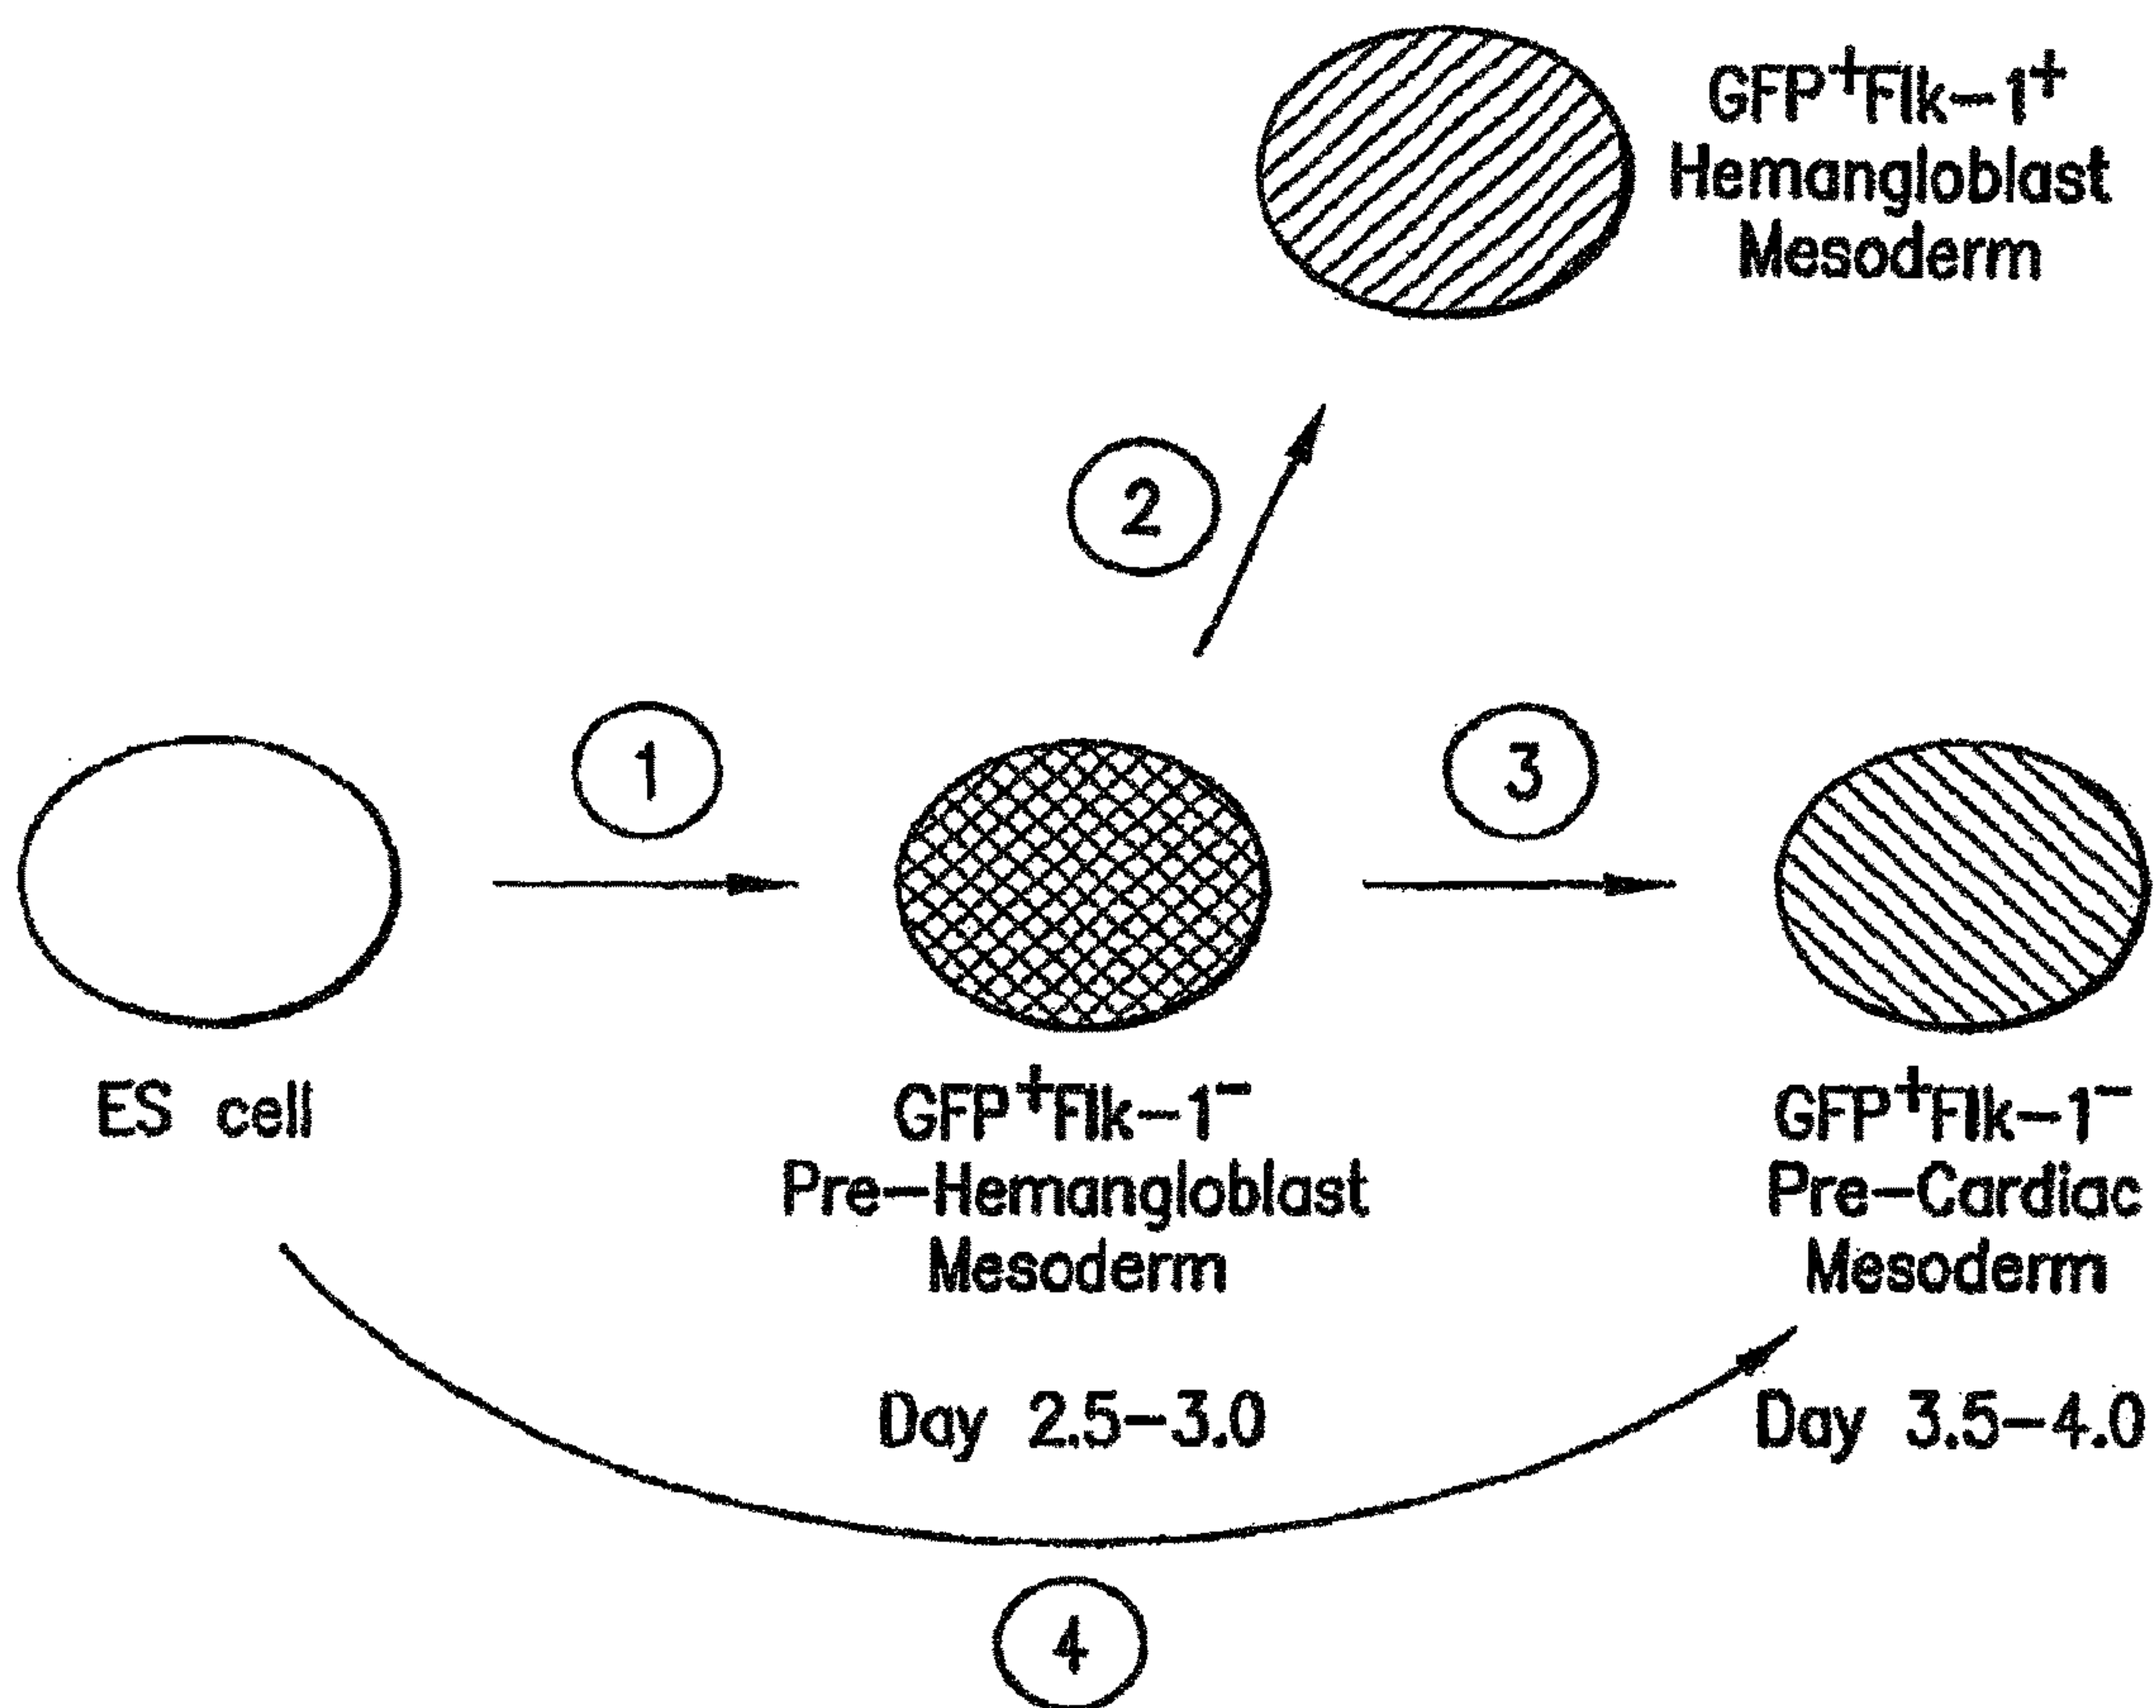 GFP⁺Flk-1⁺
Hemangloblast
Mesoderm
2
1
3
ES cell
GFP⁺Flk-1⁻
Pre-Hemangloblast
Mesoderm
GFP⁺Flk-1⁻
Pre-Cardiac
Mesoderm
Day 2.5-3.0
Day 3.5-4.0
4